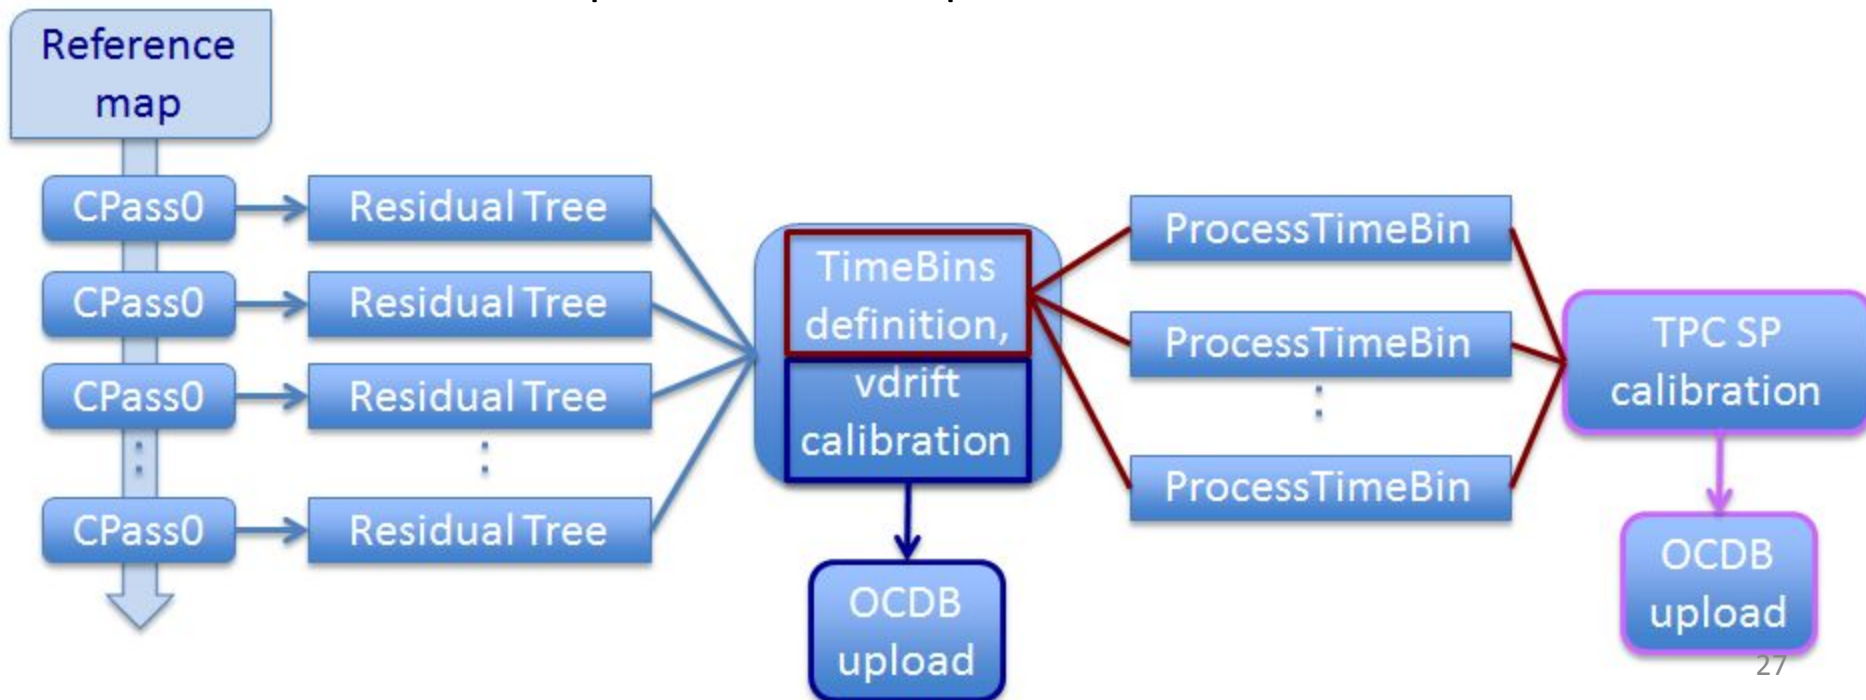 Reference
map
CPass0
Residual Tree
CPass0
Residual Tree
CPass0
Residual Tree
:
:
CPass0
Residual Tree
TimeBins
definition,
vdrift
calibration
OCDB
upload
ProcessTimeBin
ProcessTimeBin
:
ProcessTimeBin
TPC SP
calibration
OCDB
upload
27